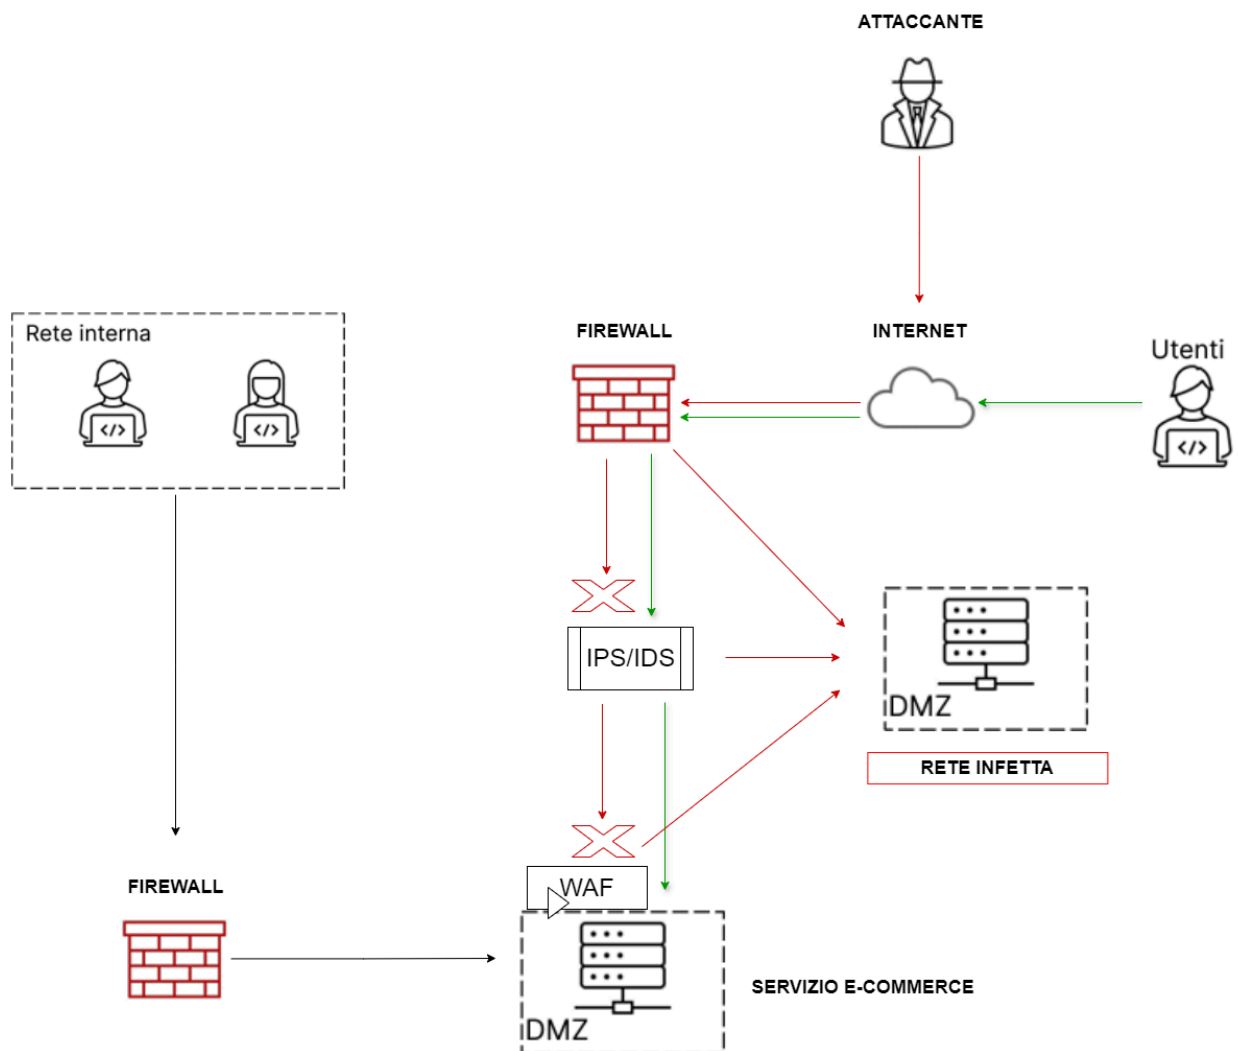 ATTACCANTE
Rete interna
</>
</>
FIREWALL
INTERNET
Utenti
</>
IPS/IDS
DMZ
RETE INFETTA
FIREWALL
WAF
DMZ
SERVIZIO E-COMMERCE